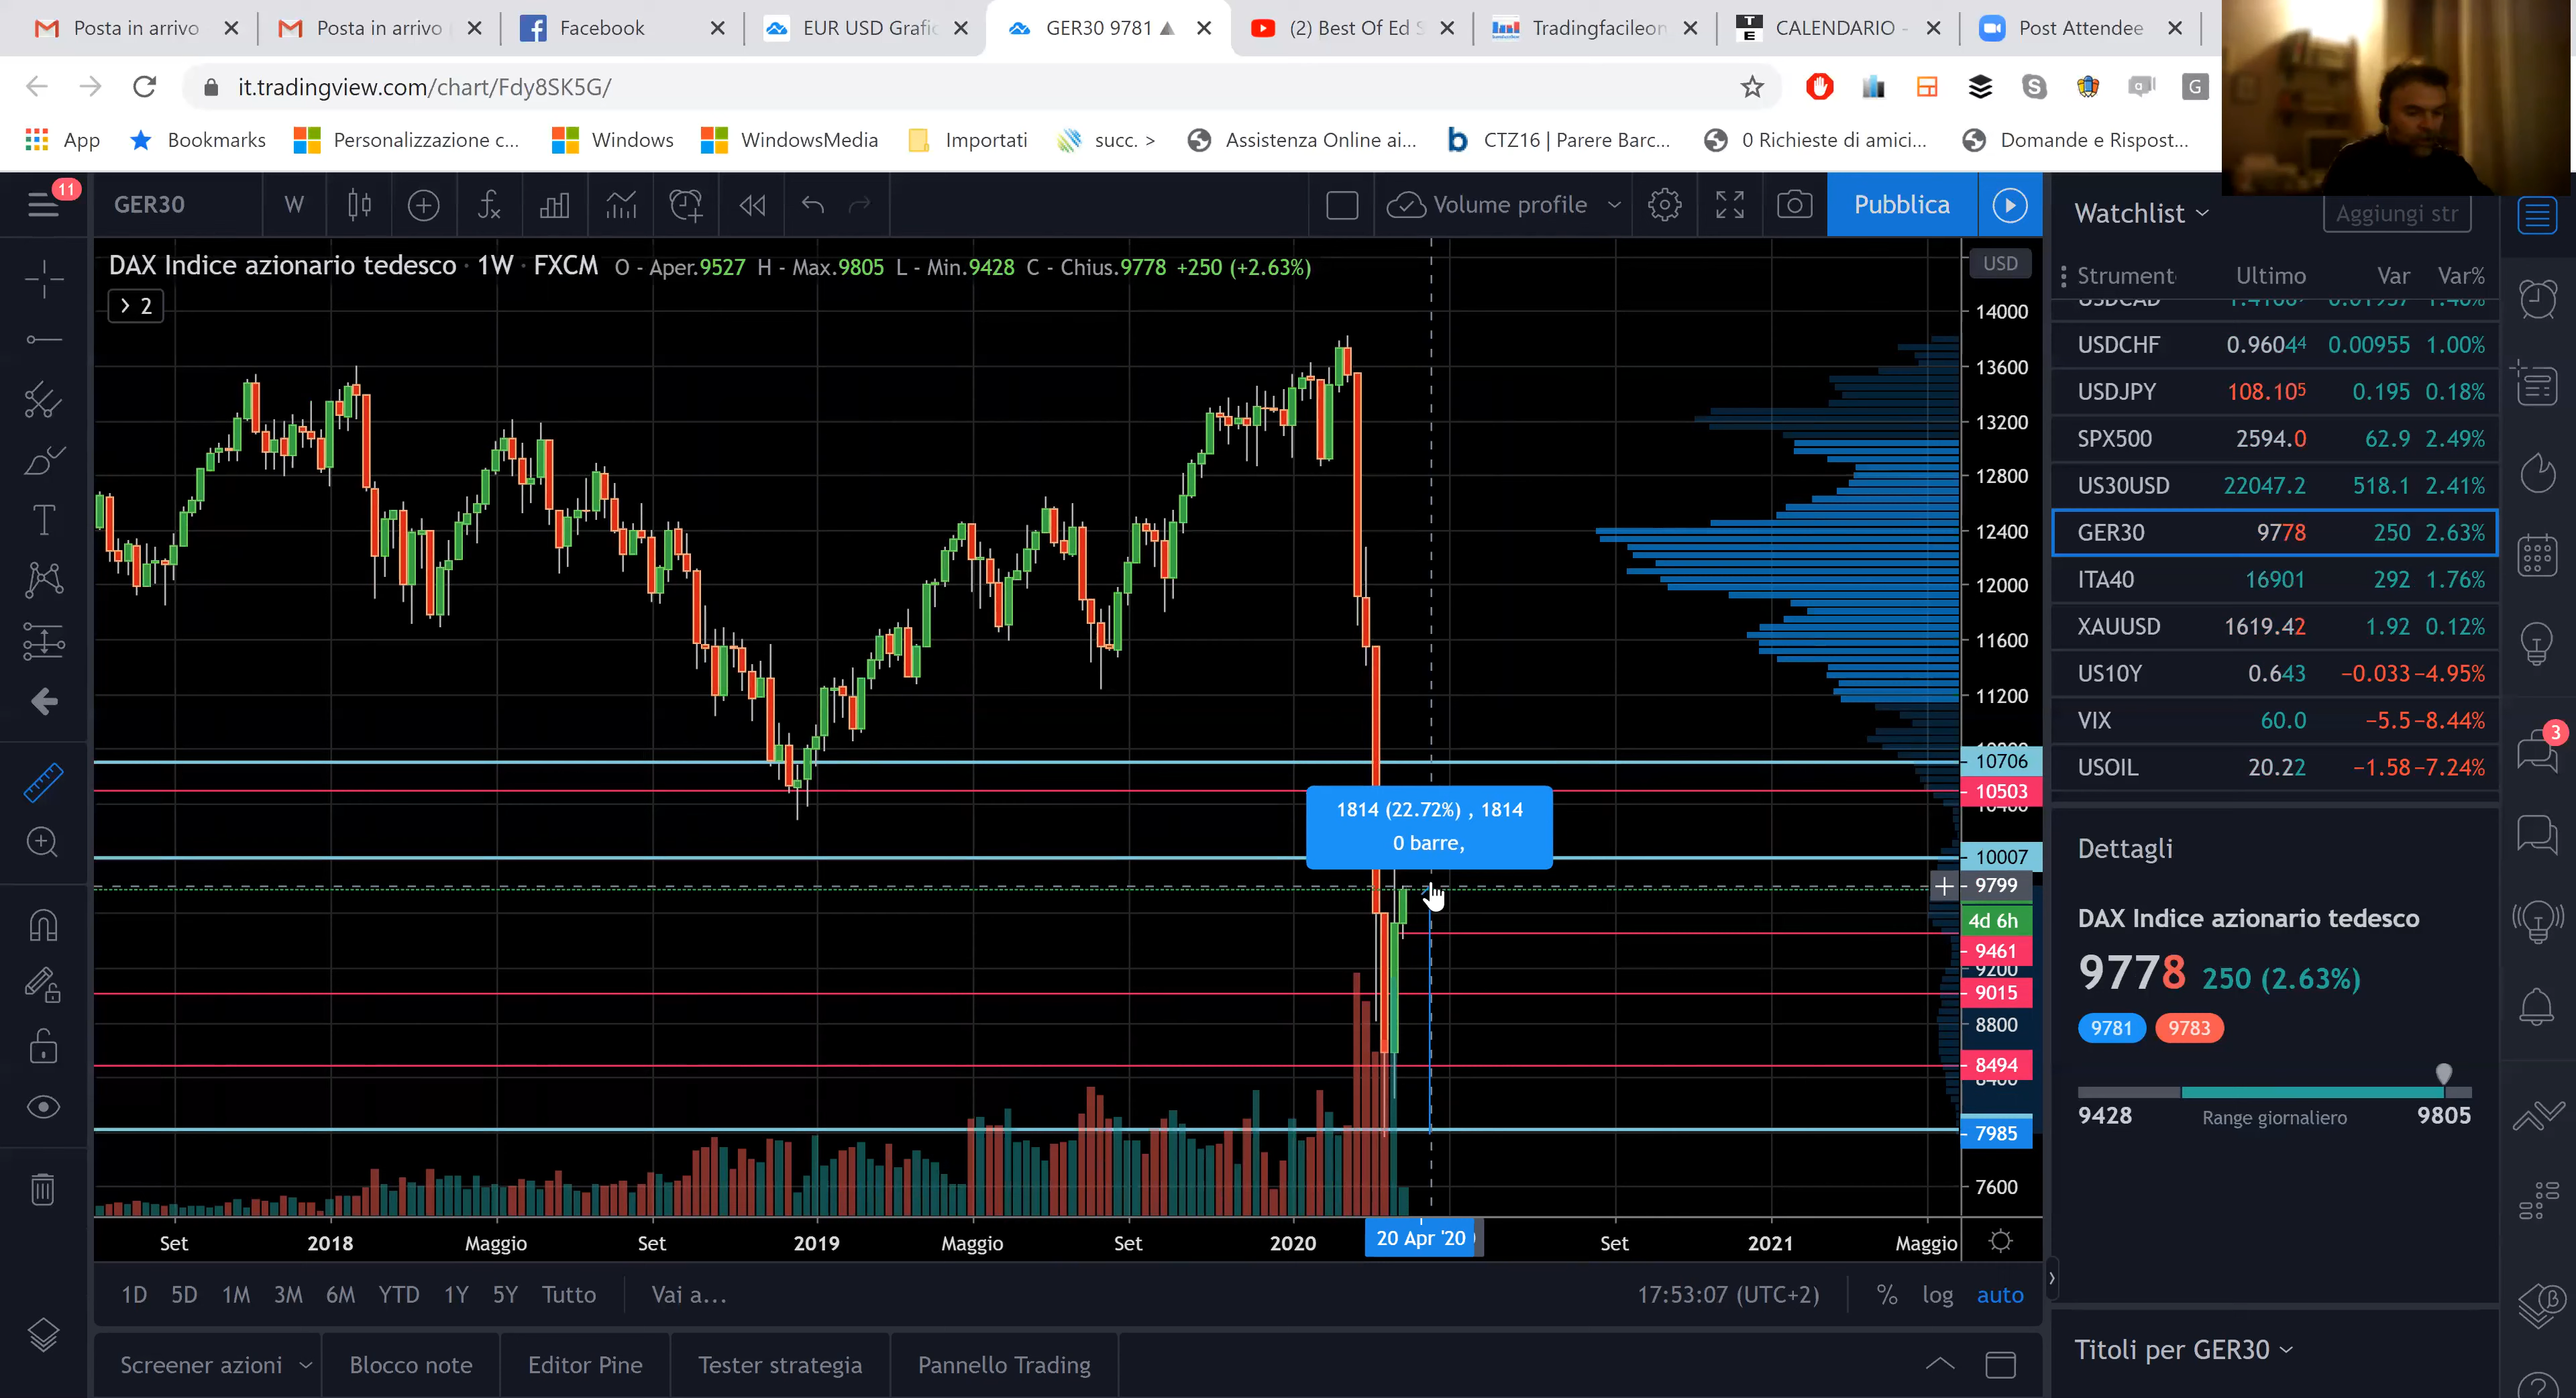 Posta in arrivo
Posta in arrivo
Facebook
EUR USD Grafic
GER30 9781 ▲
(2) Best Of Ed S
Tradingfacileon
CALENDARIO -
Post Attendee
it.tradingview.com/chart/Fdy8SK5G/
App
Bookmarks
Personalizzazione c...
Windows
WindowsMedia
Importati
succ. >
Assistenza Online ai...
CTZ16 | Parere Barc...
0 Richieste di amici...
Domande e Rispost...
11
GER30
W
Volume profile
Pubblica
Watchlist
Aggiungi str
DAX Indice azionario tedesco · 1W · FXCM O - Aper.9527 H - Max.9805 L - Min.9428 C - Chius.9778 +250 (+2.63%)
> 2
USD
14000
13600
13200
12800
12400
12000
11600
11200
10706
10503
10007
9799
4d 6h
9461
9200
9015
8800
8494
7985
7600
1814 (22.72%) , 1814
0 barre,
Set
2018
Maggio
Set
2019
Maggio
Set
2020
20 Apr '20
Set
2021
Maggio
1D 5D 1M 3M 6M YTD 1Y 5Y Tutto
Vai a...
17:53:07 (UTC+2)
% log auto
Screener azioni
Blocco note
Editor Pine
Tester strategia
Pannello Trading
Strument Ultimo Var Var%
USDCAD
USDCHF 0.96044 0.00955 1.00%
USDJPY 108.105 0.195 0.18%
SPX500 2594.0 62.9 2.49%
US30USD 22047.2 518.1 2.41%
GER30 9778 250 2.63%
ITA40 16901 292 1.76%
XAUUSD 1619.42 1.92 0.12%
US10Y 0.643 −0.033 −4.95%
VIX 60.0 −5.5 −8.44%
USOIL 20.22 −1.58 −7.24%
3
Dettagli
DAX Indice azionario tedesco
9778 250 (2.63%)
9781 9783
9428 Range giornaliero 9805
Titoli per GER30